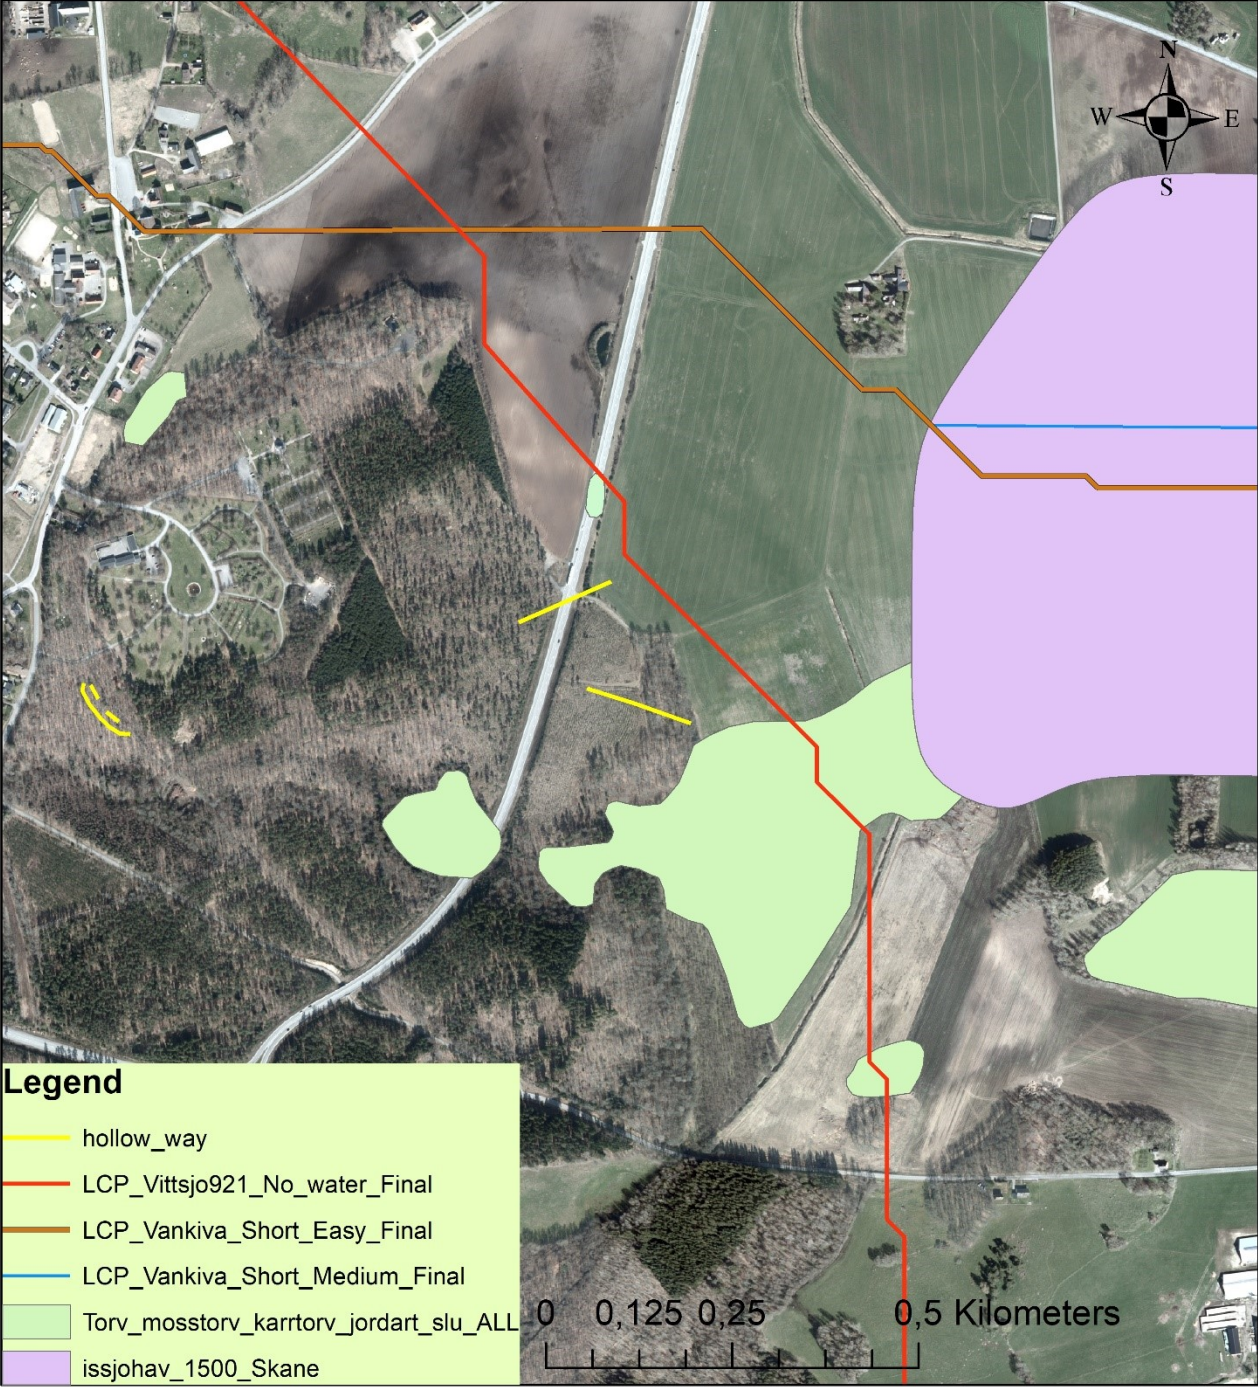 N
W E
S
Legend
hollow_way
LCP_Vittsjo921_No_water_Final
LCP_Vankiva_Short_Easy_Final
LCP_Vankiva_Short_Medium_Final
Torv_mosstorv_karrtorv_jordart_slu_ALL
issjohav_1500_Skane
0 0,125 0,25 0,5 Kilometers